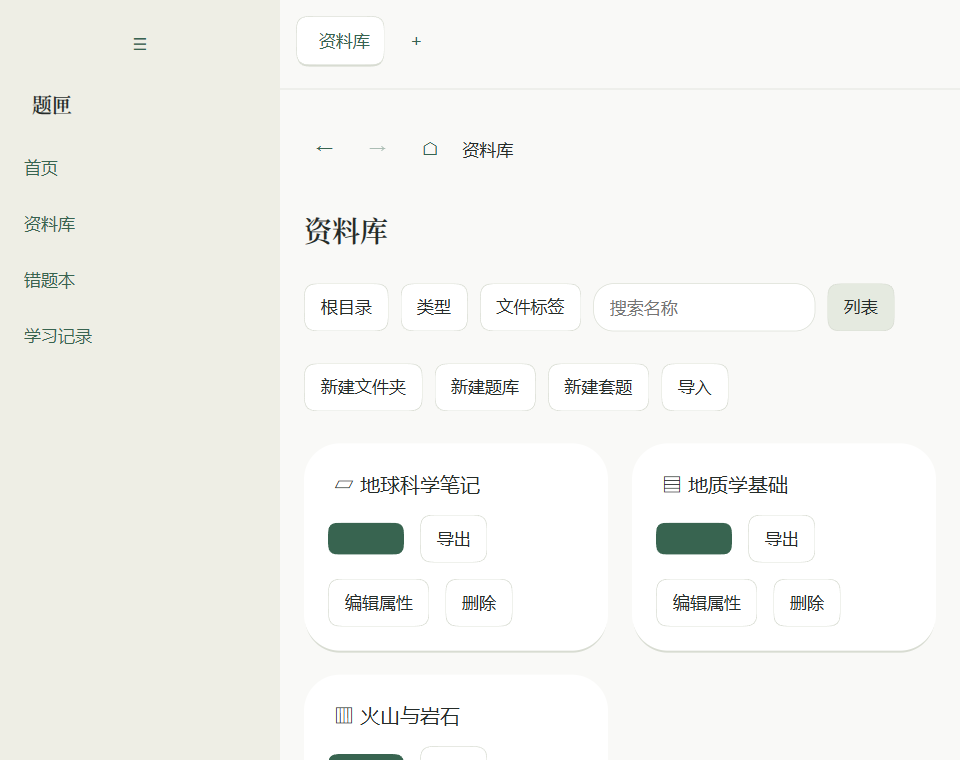 ☰
题匣
首页
资料库
错题本
学习记录
资料库 +
← → 资料库
资料库
根目录 类型 文件标签 搜索名称 列表
新建文件夹 新建题库 新建套题 导入
地球科学笔记
导出
编辑属性 删除
地质学基础
导出
编辑属性 删除
火山与岩石